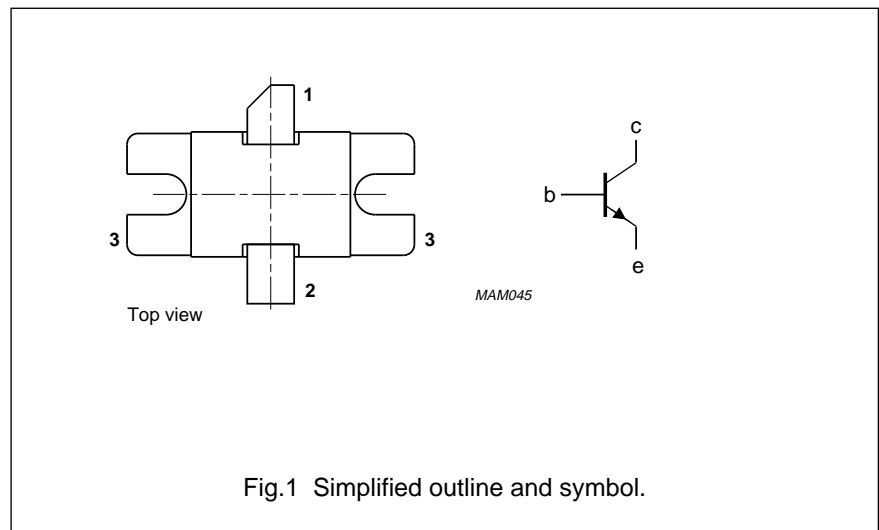 1
c
b
3
3
e
2
MAM045
Top view
Fig.1 Simplified outline and symbol.